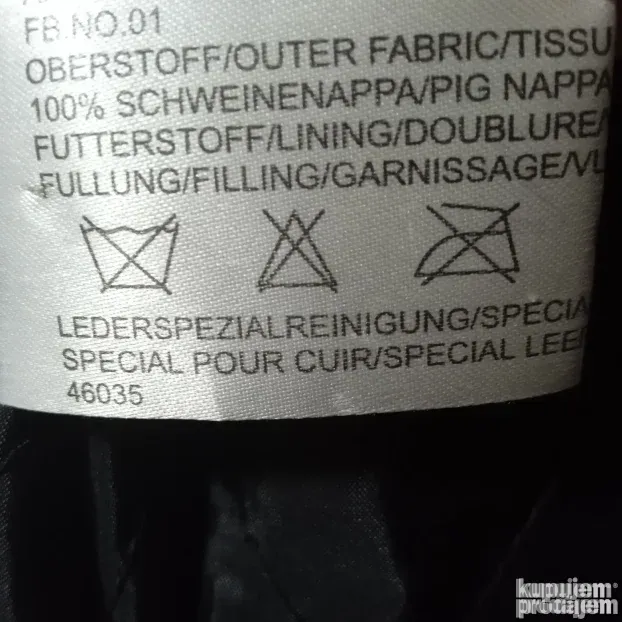 FB.NO.01
OBERSTOFF/OUTER FABRIC/TISSU
100% SCHWEINENAPPA/PIG NAPPA
FUTTERSTOFF/LINING/DOUBLURE/
FULLUNG/FILLING/GARNISSAGE/VL
LEDERSPEZIALREINIGUNG/SPECIA
SPECIAL POUR CUIR/SPECIAL LEE
46035
kupujem
prodajem